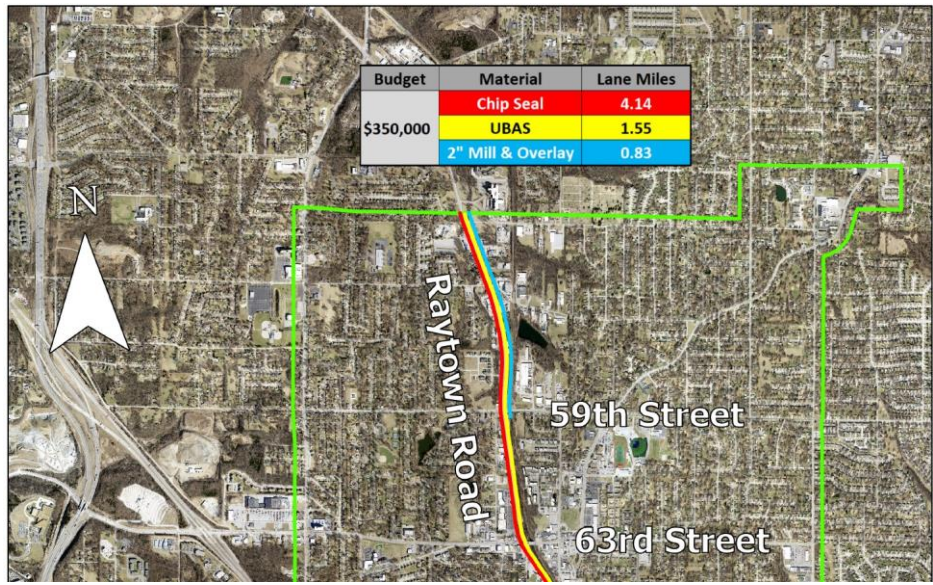 Budget Material Lane Miles
$350,000
Chip Seal 4.14
UBAS 1.55
2" Mill & Overlay 0.83
N
Raytown Road
59th Street
63rd Street